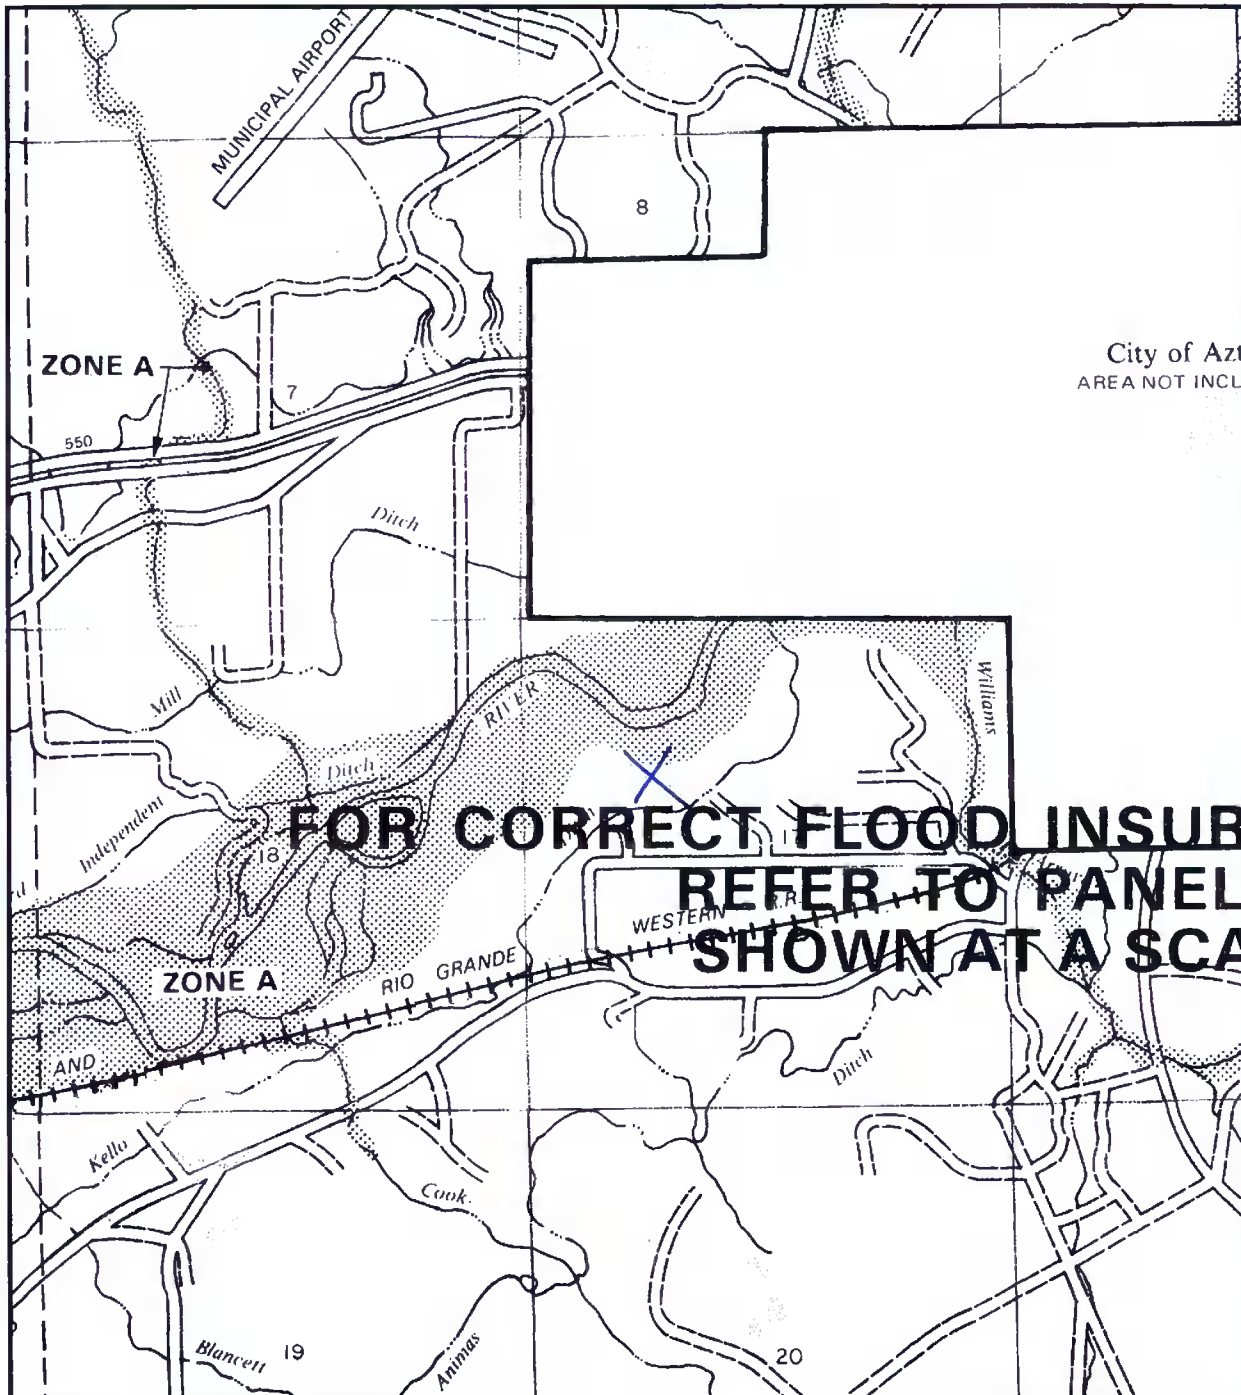 MUNICIPAL AIRPORT
8
City of Azt
AREA NOT INCL
ZONE A
7
550
Ditch
Williams
Mill
RIVER
Ditch
Independent
FOR CORRECT FLOOD INSUR
18
REFER TO PANEL
WESTERN R.R.
SHOWN AT A SCA
RIO GRANDE
ZONE A
AND
Ditch
Kello
Cook
Blancett
19
Animas
20